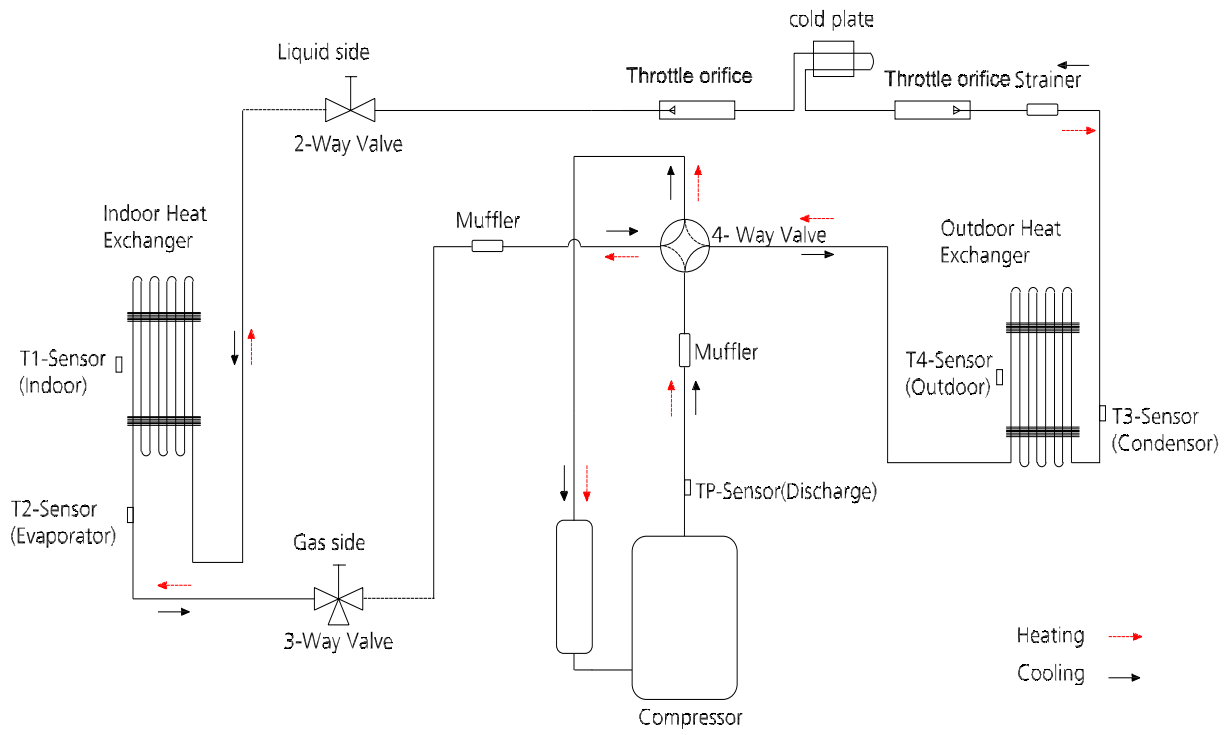 cold plate
Liquid side
Throttle orifice
Throttle orifice
Strainer
2-Way Valve
Indoor Heat
Exchanger
Muffler
4- Way Valve
Outdoor Heat
Exchanger
T1-Sensor
(Indoor)
Muffler
T4-Sensor
(Outdoor)
T3-Sensor
(Condensor)
TP-Sensor(Discharge)
T2-Sensor
(Evaporator)
Gas side
3-Way Valve
Heating
Cooling
Compressor